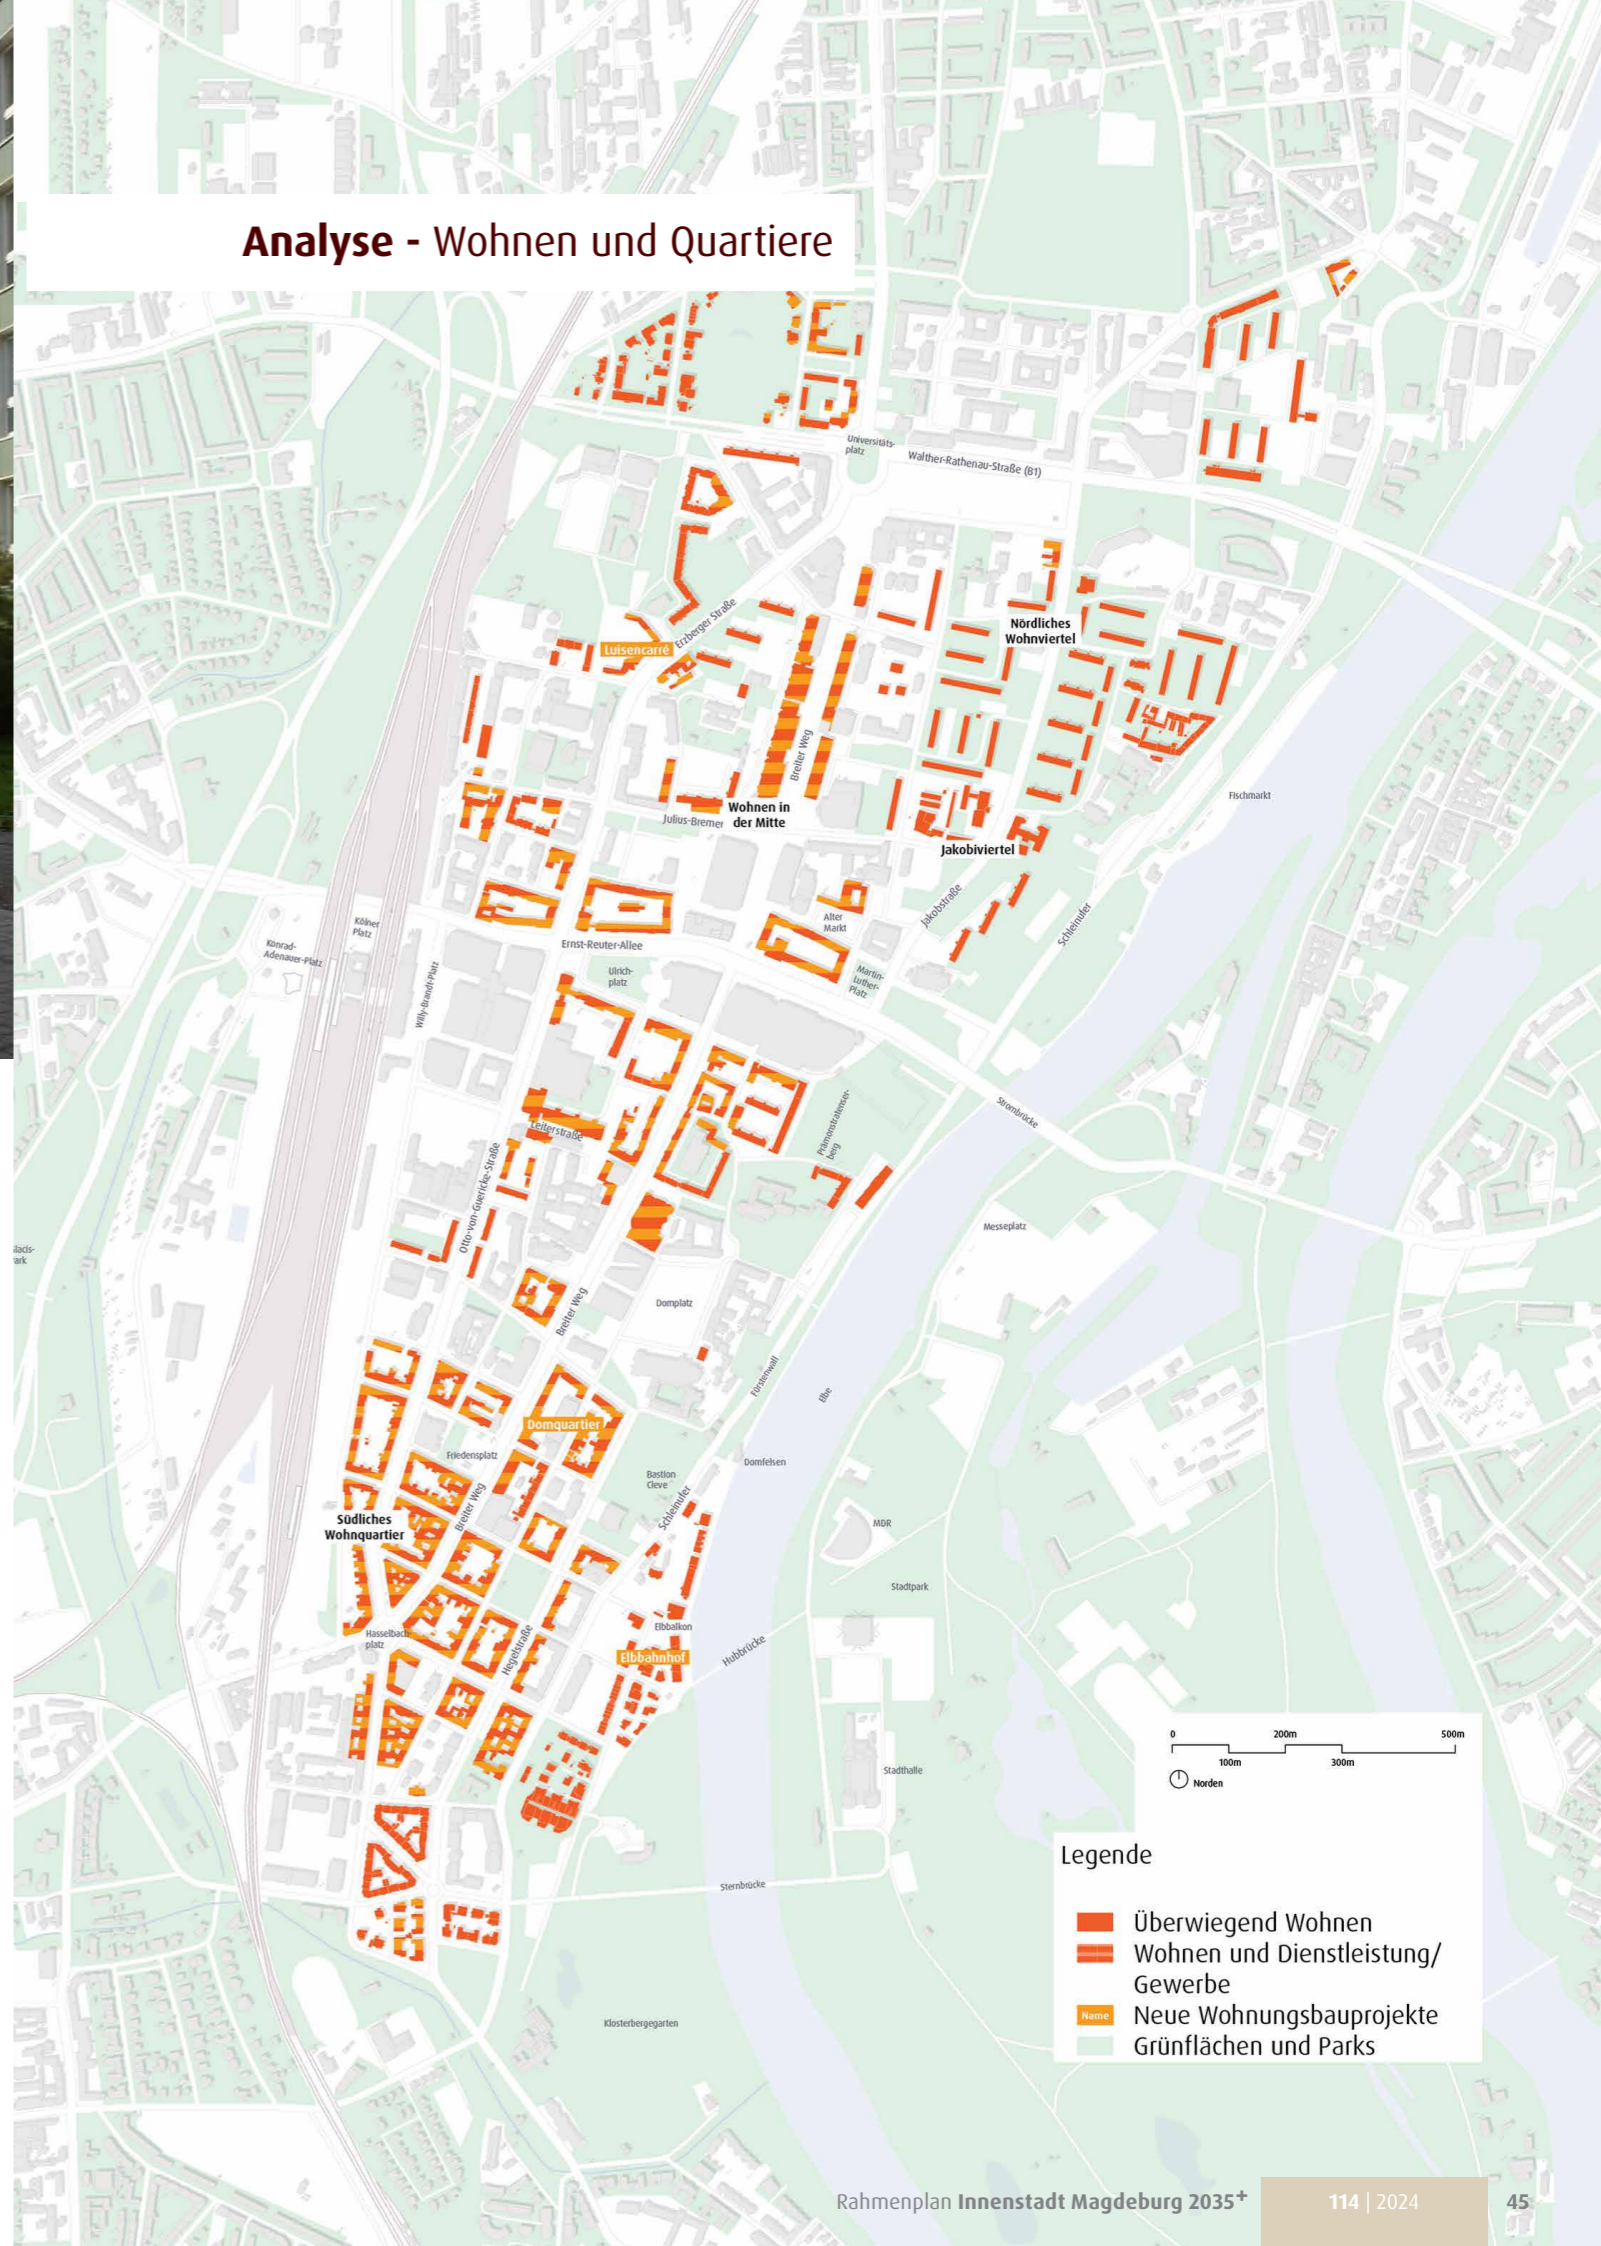 Analyse - Wohnen und Quartiere
Universitäts-
platz
Walther-Rathenau-Straße (B1)
Erzberger Straße
Luisencarré
Nördliches
Wohnviertel
Breiter Weg
Wohnen in
der Mitte
Julius-Bremer
Fischmarkt
Jakobiviertel
Jakobstraße
Schleinufer
Alter
Markt
Kölner
Platz
Konrad-
Adenauer-Platz
Ernst-Reuter-Allee
Ulrich-
platz
Martin-
Luther-
Platz
Willy-Brandt-Platz
Strombrücke
Prämonstratenser-
berg
Leiterstraße
Otto-von-Guericke-Straße
Messeplatz
Glacis-
park
Domplatz
Breiter Weg
Fürstenwall
Elbe
Domquartier
Friedensplatz
Domfelsen
Bastion
Cleve
Schleinufer
Breiter Weg
Südliches
Wohnquartier
MDR
Stadtpark
Elbbalkon
Hasselbach
platz
Hegelstraße
Elbbahnhof
Hubbrücke
Stadthalle
0 200m 500m
100m 300m
Norden
Legende
Sternbrücke
Überwiegend Wohnen
Wohnen und Dienstleistung/
Gewerbe
Name Neue Wohnungsbauprojekte
Grünflächen und Parks
Klosterbergegarten
Rahmenplan Innenstadt Magdeburg 2035+ 114 | 2024 45